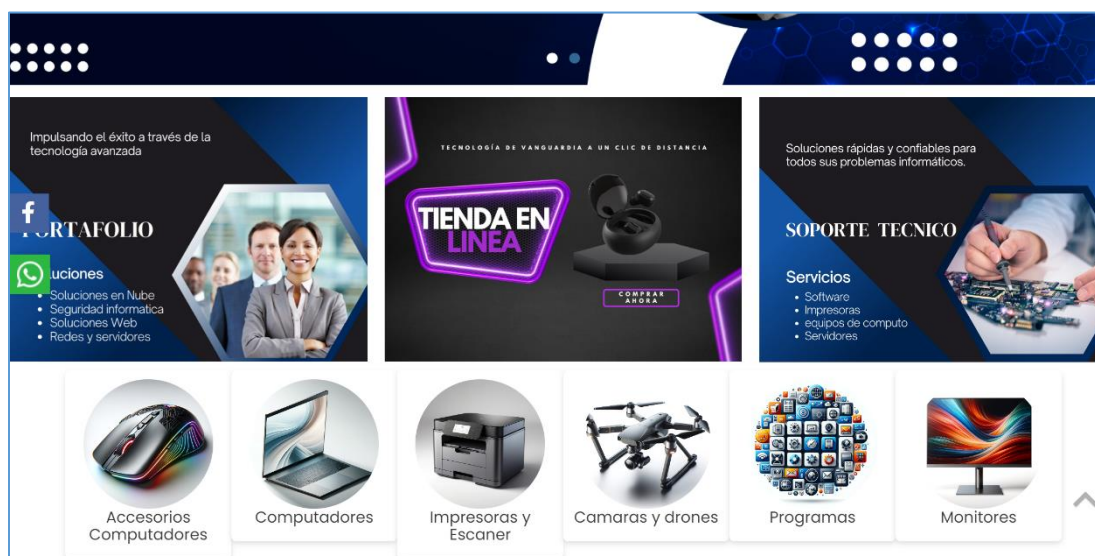 Impulsando el éxito a través de la
tecnología avanzada
RTAFOLIO
luciones
Soluciones en Nube
Seguridad informatica
Soluciones Web
Redes y servidores
TECNOLOGÍA DE VANGUARDIA A UN CLIC DE DISTANCIA
TIENDA EN
LINEA
COMPRAR
AHORA
Soluciones rápidas y confiables para
todos sus problemas informáticos.
SOPORTE TECNICO
Servicios
Software
Impresoras
equipos de computo
Servidores
Accesorios
Computadores
Computadores
Impresoras y
Escaner
Camaras y drones
Programas
Monitores